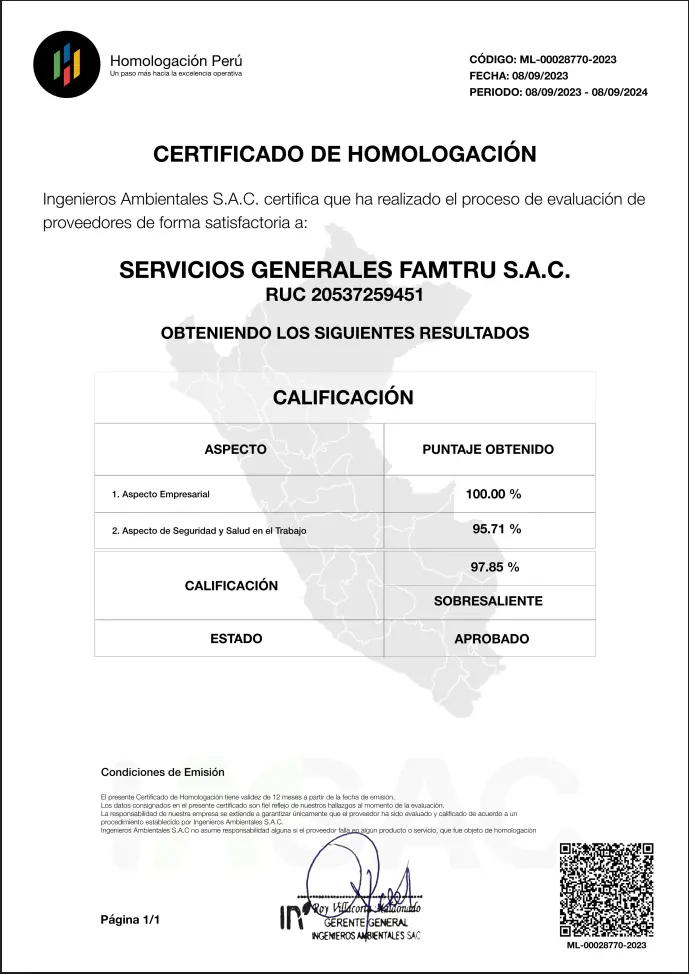 Homologación Perú
Un paso más hacia la excelencia operativa
CÓDIGO: ML-00028770-2023
FECHA: 08/09/2023
PERIODO: 08/09/2023 - 08/09/2024
CERTIFICADO DE HOMOLOGACIÓN
Ingenieros Ambientales S.A.C. certifica que ha realizado el proceso de evaluación de
proveedores de forma satisfactoria a:
SERVICIOS GENERALES FAMTRU S.A.C.
RUC 20537259451
OBTENIENDO LOS SIGUIENTES RESULTADOS
CALIFICACIÓN
ASPECTO PUNTAJE OBTENIDO
1. Aspecto Empresarial 100.00 %
2. Aspecto de Seguridad y Salud en el Trabajo 95.71 %
97.85 %
CALIFICACIÓN
SOBRESALIENTE
ESTADO APROBADO
Condiciones de Emisión
El presente Certificado de Homologación tiene validez de 12 meses a partir de la fecha de emisión.
Los datos consignados en el presente certificado son fiel reflejo de nuestros hallazgos al momento de la evaluación.
La responsabilidad de nuestra empresa se extiende a garantizar únicamente que el proveedor ha sido evaluado y calificado de acuerdo a un
procedimiento establecido por Ingenieros Ambientales S.A.C.
Ingenieros Ambientales S.A.C no asume responsabilidad alguna si el proveedor falla en algún producto o servicio, que fue objeto de homologación
Roy Villacorta Maldonado
GERENTE GENERAL
INGENIEROS AMBIENTALES SAC
Página 1/1
ML-00028770-2023